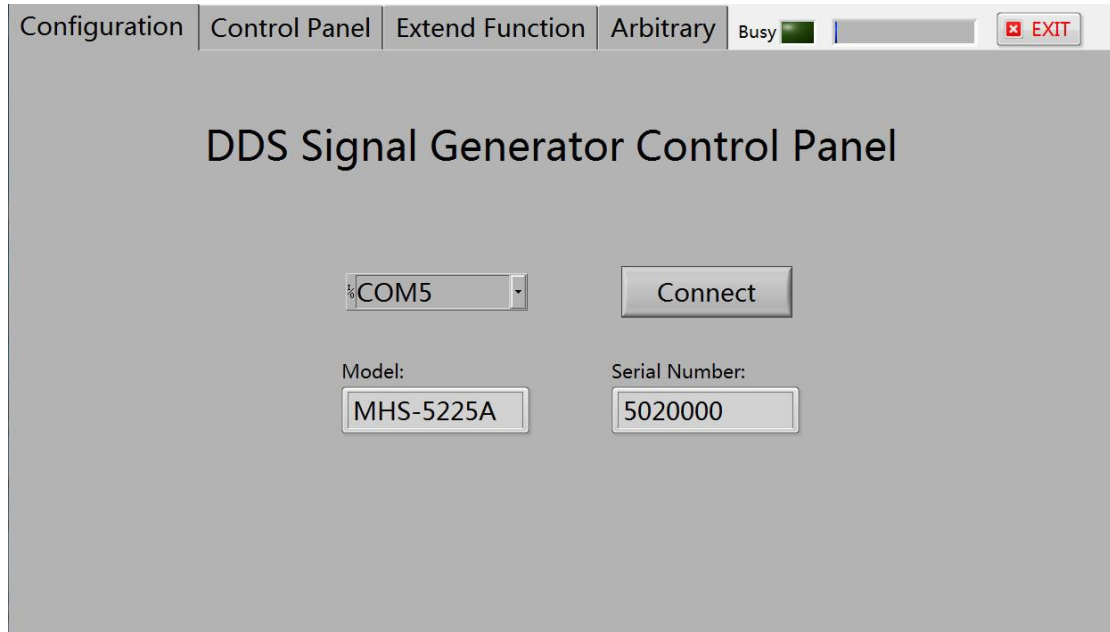 Configuration Control Panel Extend Function Arbitrary Busy EXIT
DDS Signal Generator Control Panel
COM5 Connect
Model: Serial Number:
MHS-5225A 5020000